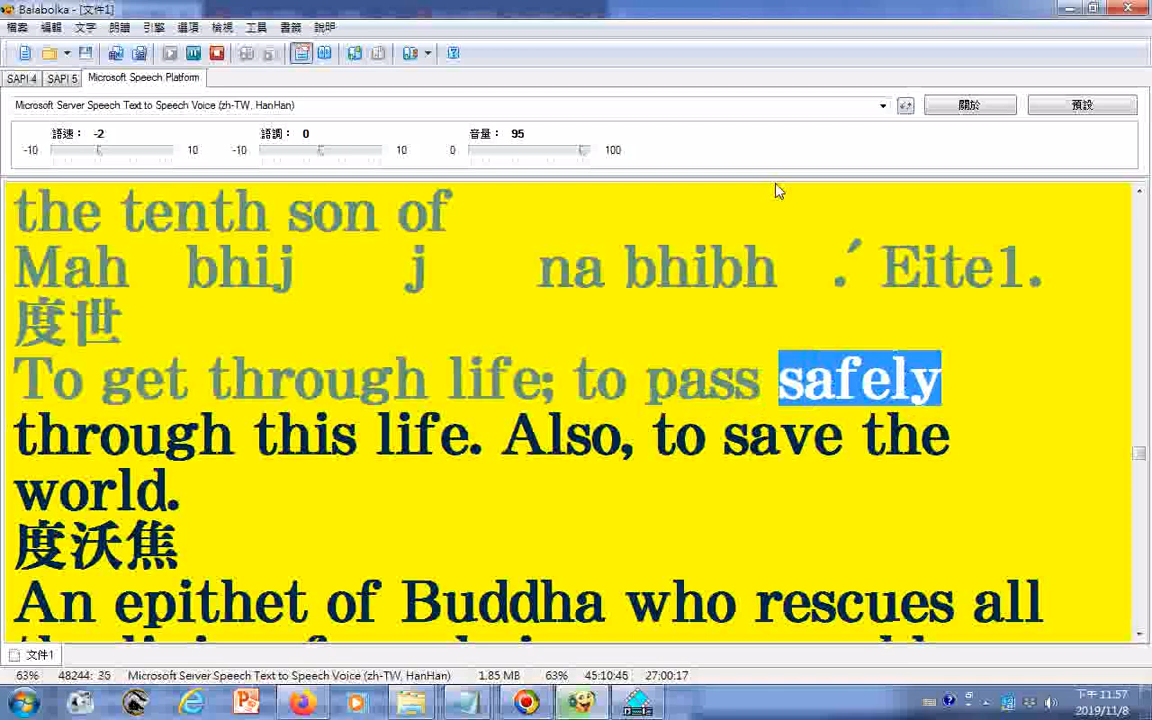 Balabolka - [文件1]
檔案 編輯 文字 朗讀 引擎 選項 檢視 工具 書籤 說明
SAPI 4 SAPI 5 Microsoft Speech Platform
Microsoft Server Speech Text to Speech Voice (zh-TW, HanHan) 關於 預設
語速： -2 語調： 0 音量： 95
-10 10 -10 10 0 100
the tenth son of
Mah bhij j na bhibh .′ Eite1.
度世
To get through life; to pass safely
through this life. Also, to save the
world.
度沃焦
An epithet of Buddha who rescues all
文件1
63% 48244: 35 Microsoft Server Speech Text to Speech Voice (zh-TW, HanHan) 1.85 MB 63% 45:10:45 27:00:17
下午 11:57
2019/11/8